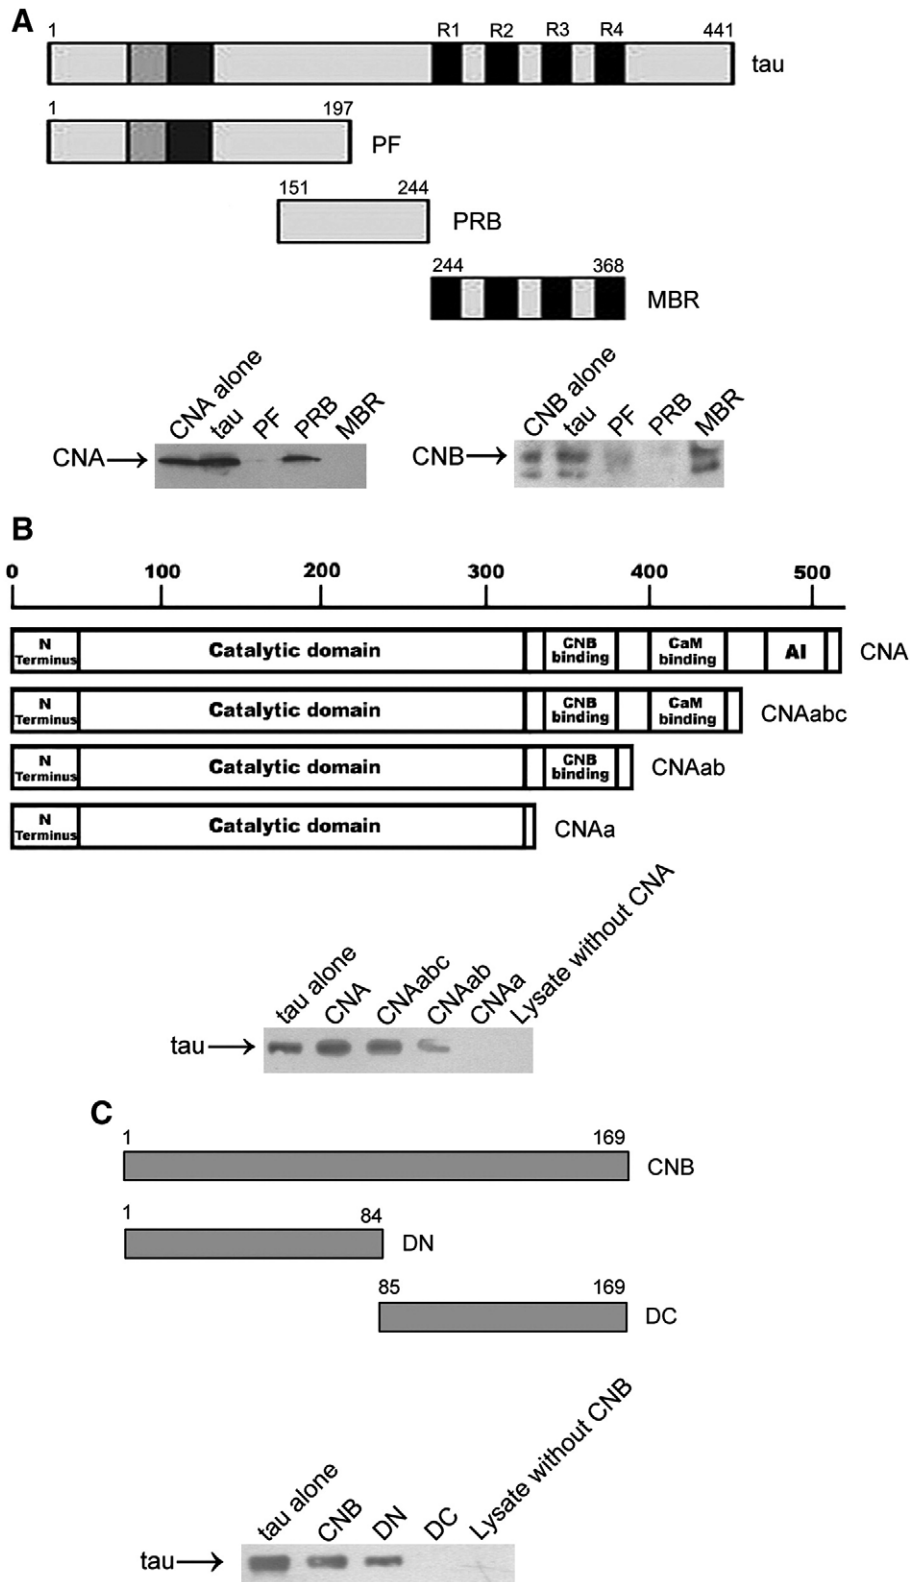 A
1 R1 R2 R3 R4 441
tau
1 197
PF
151 244
PRB
244 368
MBR
CNA alone tau PF PRB MBR
CNA
CNB alone tau PF PRB MBR
CNB
B
0 100 200 300 400 500
N Terminus Catalytic domain CNB binding CaM binding AI CNA
N Terminus Catalytic domain CNB binding CaM binding CNAabc
N Terminus Catalytic domain CNB binding CNAab
N Terminus Catalytic domain CNAa
tau alone CNA CNAabc CNAab CNAa Lysate without CNA
tau
C
1 169
CNB
1 84
DN
85 169
DC
tau alone CNB DN DC Lysate without CNB
tau